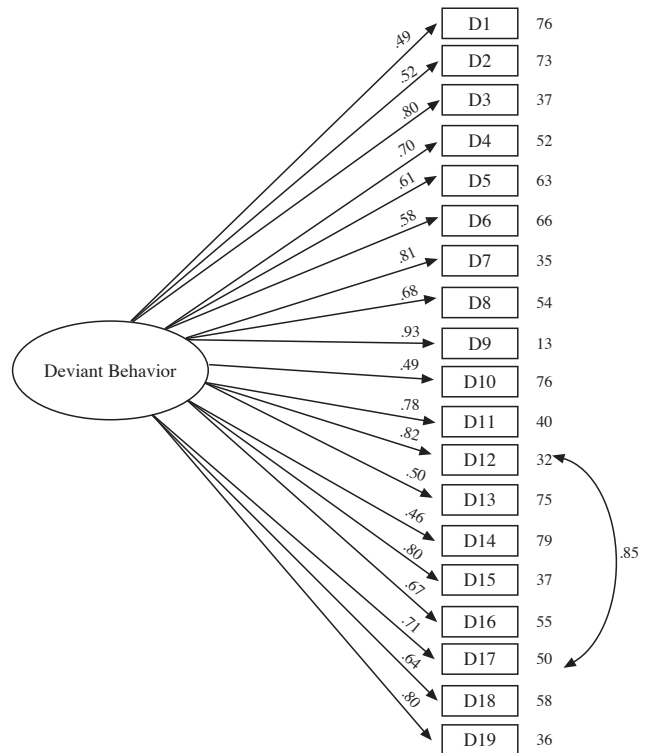 .49 D1 76
.52 D2 73
.80 D3 37
.70 D4 52
.61 D5 63
.58 D6 66
.81 D7 35
.68 D8 54
.93 D9 13
Deviant Behavior
.49 D10 76
.78 D11 40
.82 D12 32
.50 D13 75
.46 D14 79
.85
.80 D15 37
.67 D16 55
.71 D17 50
.64 D18 58
.80 D19 36